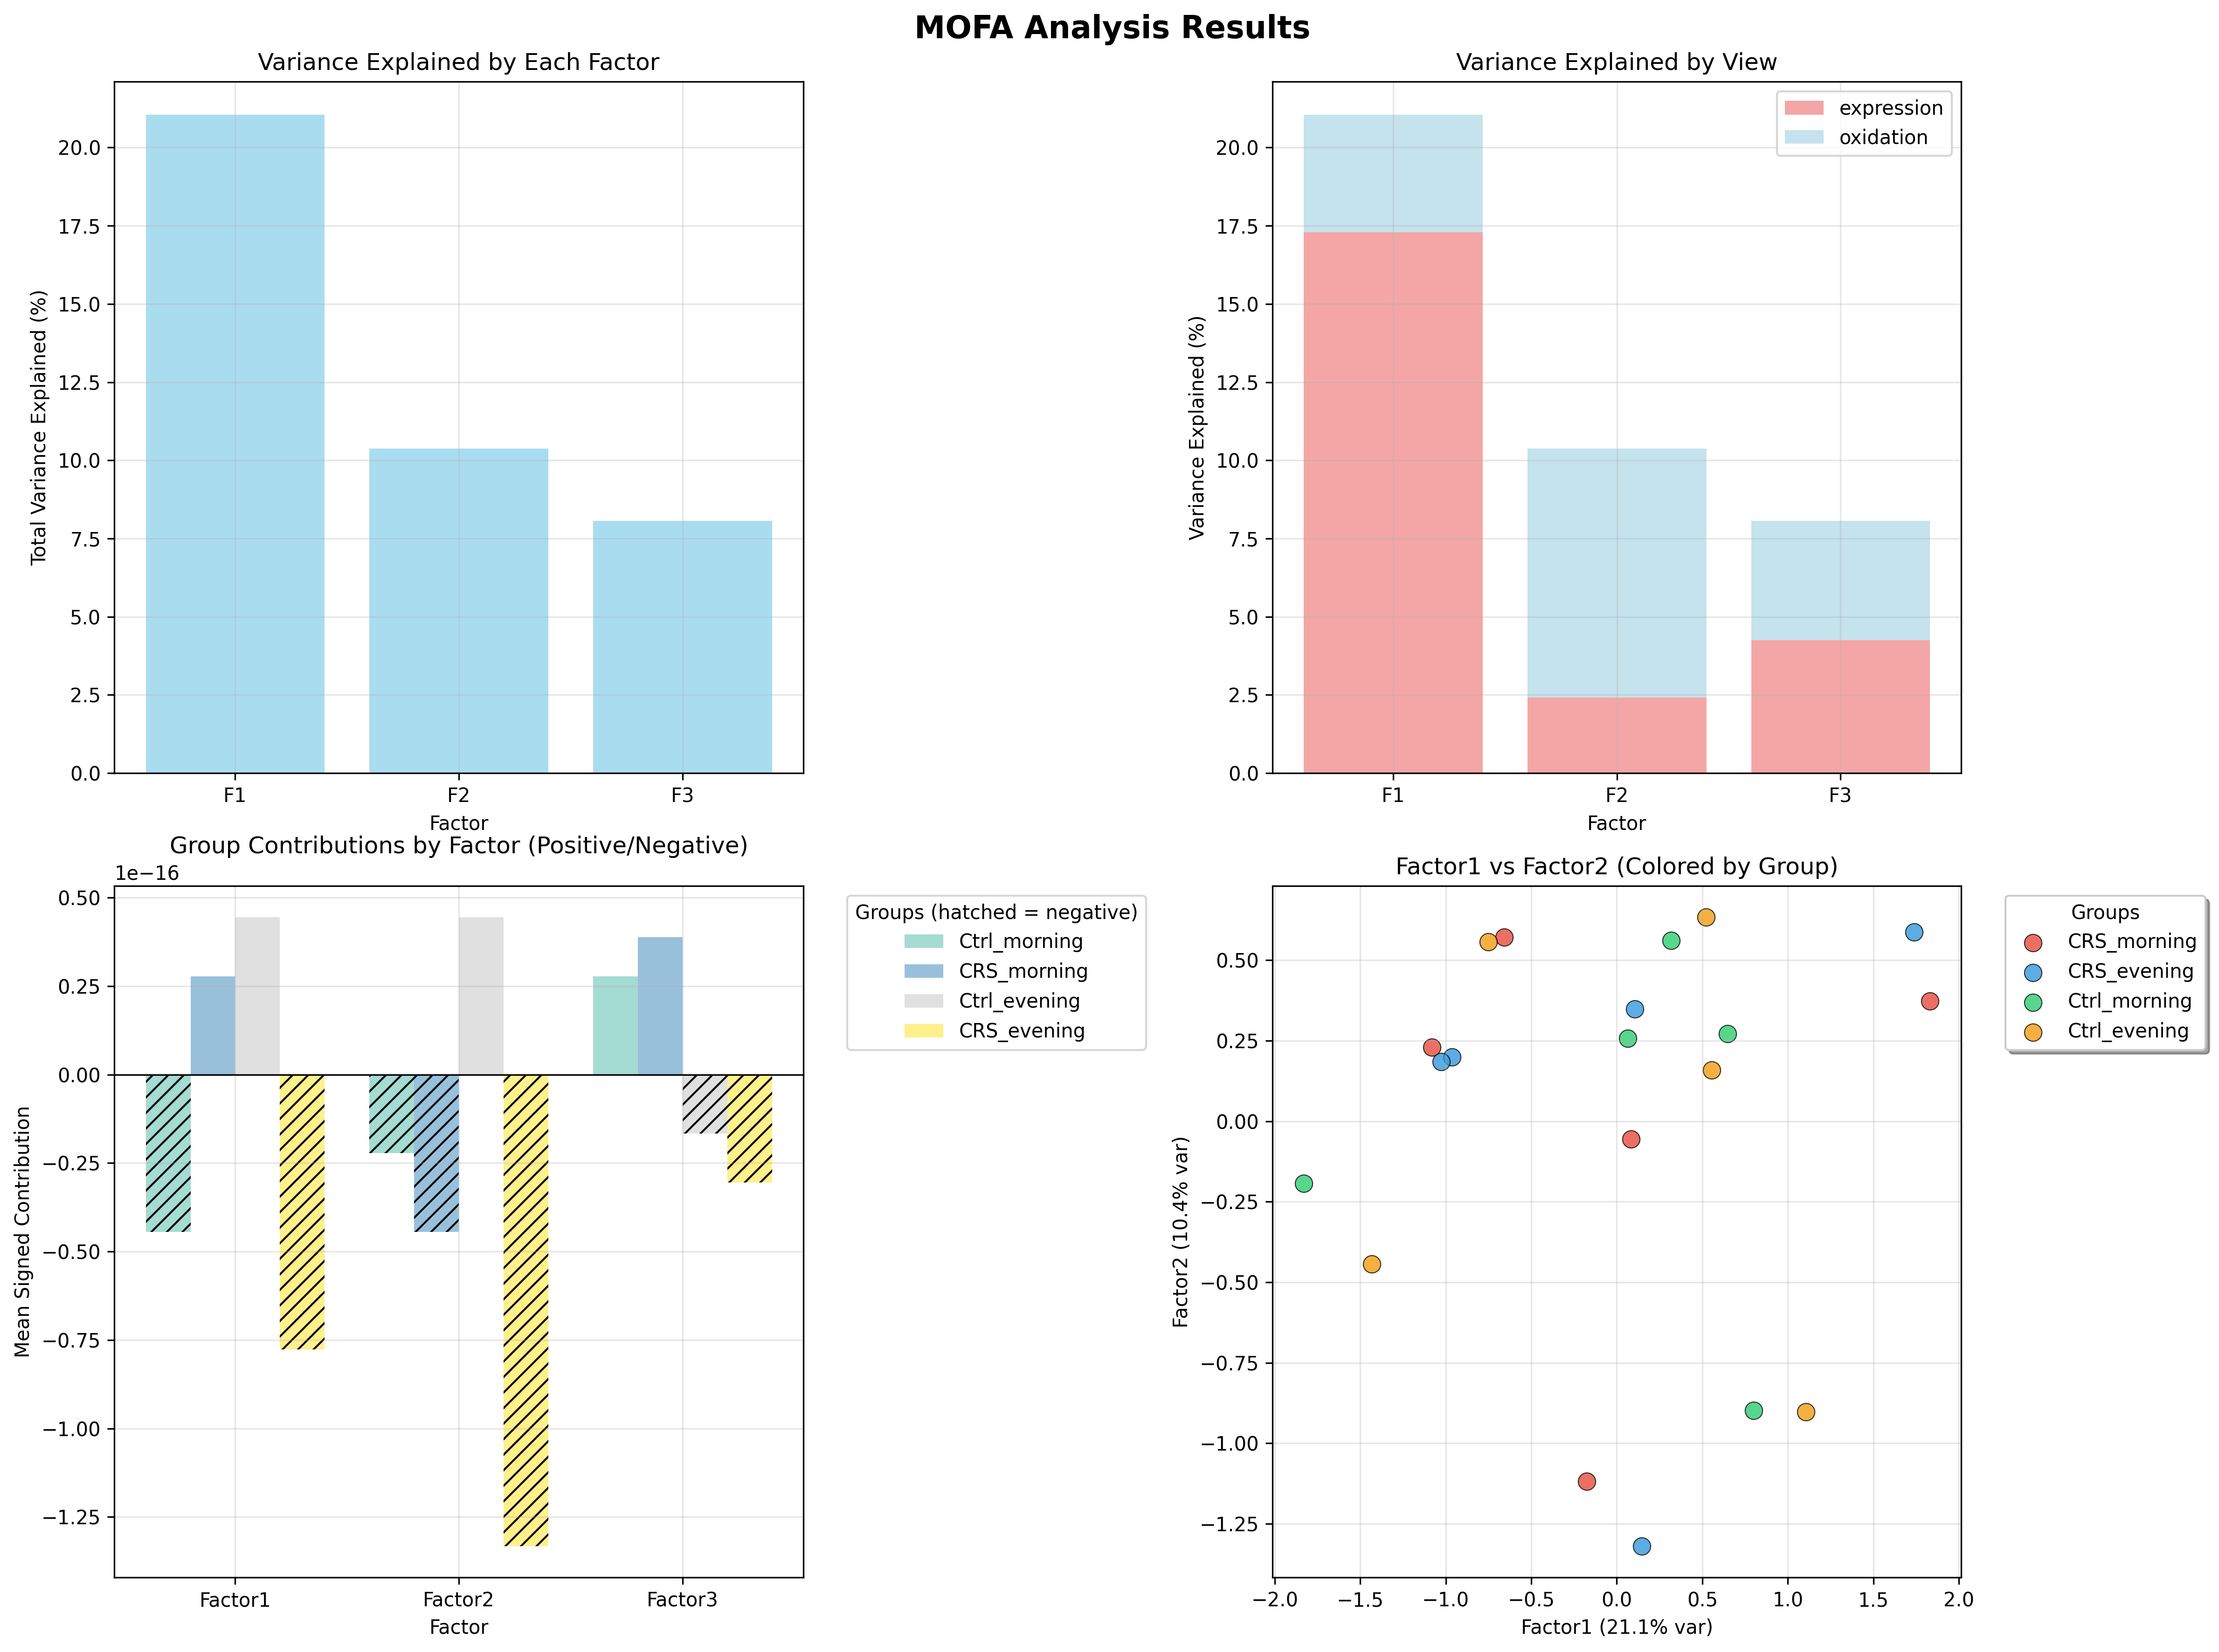 MOFA Analysis Results
Variance Explained by Each Factor
Total Variance Explained (%)
20.0
17.5
15.0
12.5
10.0
7.5
5.0
2.5
0.0
F1 F2 F3
Factor
Variance Explained by View
Variance Explained (%)
20.0
17.5
15.0
12.5
10.0
7.5
5.0
2.5
0.0
F1 F2 F3
Factor
expression
oxidation
Group Contributions by Factor (Positive/Negative)
1e−16
Mean Signed Contribution
0.50
0.25
0.00
−0.25
−0.50
−0.75
−1.00
−1.25
Factor1 Factor2 Factor3
Factor
Groups (hatched = negative)
Ctrl_morning
CRS_morning
Ctrl_evening
CRS_evening
Factor1 vs Factor2 (Colored by Group)
Factor2 (10.4% var)
0.50
0.25
0.00
−0.25
−0.50
−0.75
−1.00
−1.25
−2.0 −1.5 −1.0 −0.5 0.0 0.5 1.0 1.5 2.0
Factor1 (21.1% var)
Groups
CRS_morning
CRS_evening
Ctrl_morning
Ctrl_evening